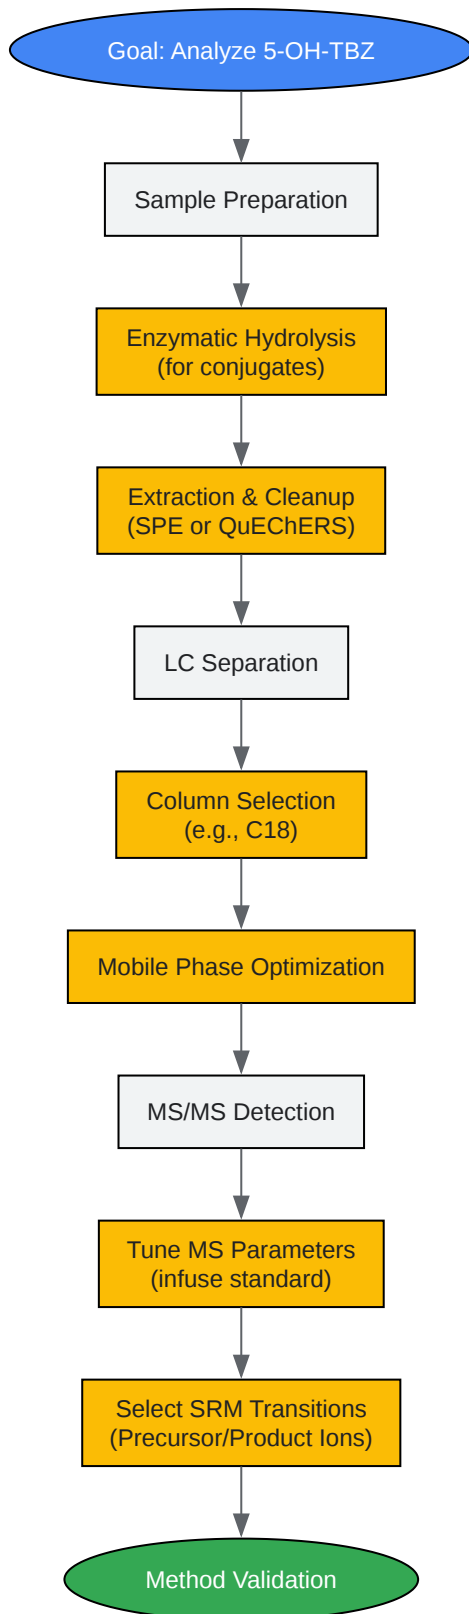 Goal: Analyze 5-OH-TBZ
Sample Preparation
Enzymatic Hydrolysis
(for conjugates)
Extraction & Cleanup
(SPE or QuEChERS)
LC Separation
Column Selection
(e.g., C18)
Mobile Phase Optimization
MS/MS Detection
Tune MS Parameters
(infuse standard)
Select SRM Transitions
(Precursor/Product Ions)
Method Validation